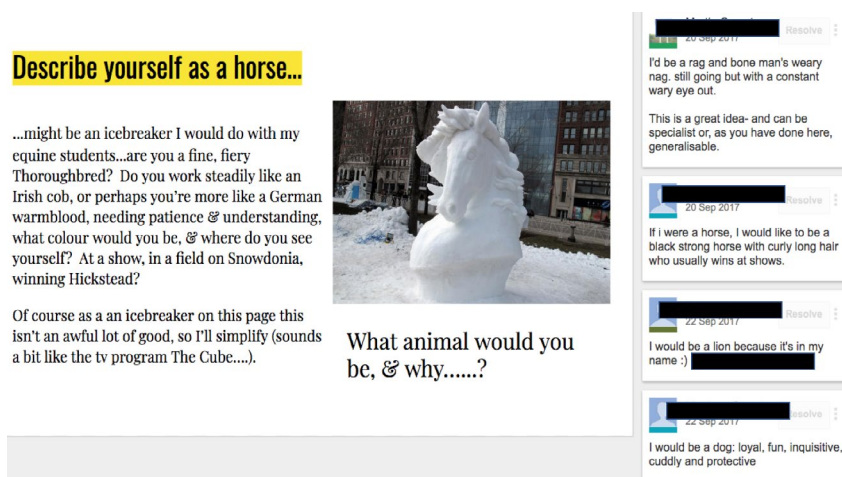 Describe yourself as a horse...
...might be an icebreaker I would do with my
equine students...are you a fine, fiery
Thoroughbred? Do you work steadily like an
Irish cob, or perhaps you're more like a German
warmblood, needing patience & understanding,
what colour would you be, & where do you see
yourself? At a show, in a field on Snowdonia,
winning Hickstead?
Of course as a an icebreaker on this page this
isn't an awful lot of good, so I'll simplify (sounds
a bit like the tv program The Cube....).
What animal would you
be, & why......?
Resolve
20 Sep 2017
I'd be a rag and bone man's weary
nag. still going but with a constant
wary eye out.
This is a great idea- and can be
specialist or, as you have done here,
generalisable.
Resolve
20 Sep 2017
If i were a horse, I would like to be a
black strong horse with curly long hair
who usually wins at shows.
Resolve
22 Sep 2017
I would be a lion because it's in my
name :)
Resolve
22 Sep 2017
I would be a dog: loyal, fun, inquisitive,
cuddly and protective